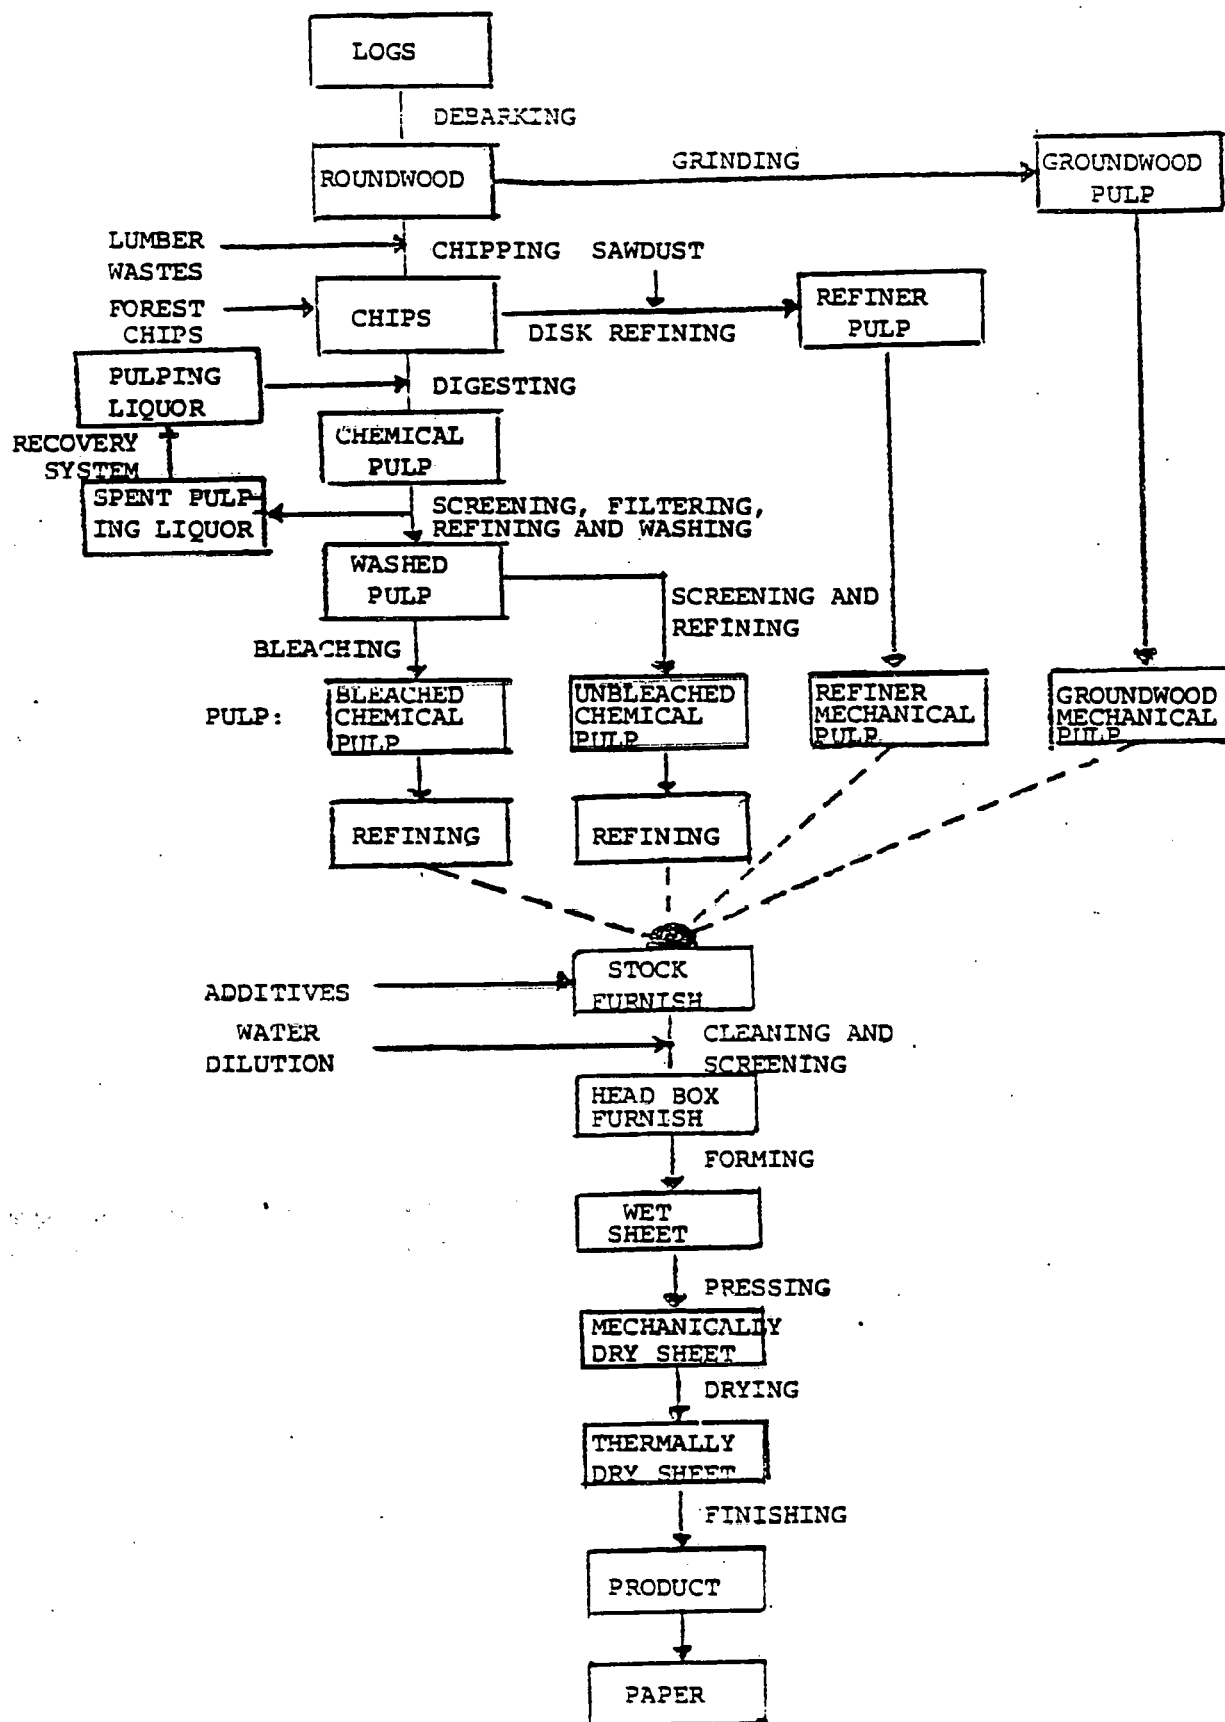 LOGS
DEBARKING
ROUNDWOOD
GRINDING
GROUNDWOOD
PULP
LUMBER
WASTES
CHIPPING
SAWDUST
FOREST
CHIPS
CHIPS
DISK REFINING
REFINER
PULP
PULPING
LIQUOR
DIGESTING
RECOVERY
SYSTEM
CHEMICAL
PULP
SPENT PULP-
ING LIQUOR
SCREENING, FILTERING,
REFINING AND WASHING
WASHED
PULP
SCREENING AND
REFINING
BLEACHING
PULP:
BLEACHED
CHEMICAL
PULP
UNBLEACHED
CHEMICAL
PULP
REFINER
MECHANICAL
PULP
GROUNDWOOD
MECHANICAL
PULP
REFINING
REFINING
STOCK
FURNISH
ADDITIVES
WATER
DILUTION
CLEANING AND
SCREENING
HEAD BOX
FURNISH
FORMING
WET
SHEET
PRESSING
MECHANICALLY
DRY SHEET
DRYING
THERMALLY
DRY SHEET
FINISHING
PRODUCT
PAPER